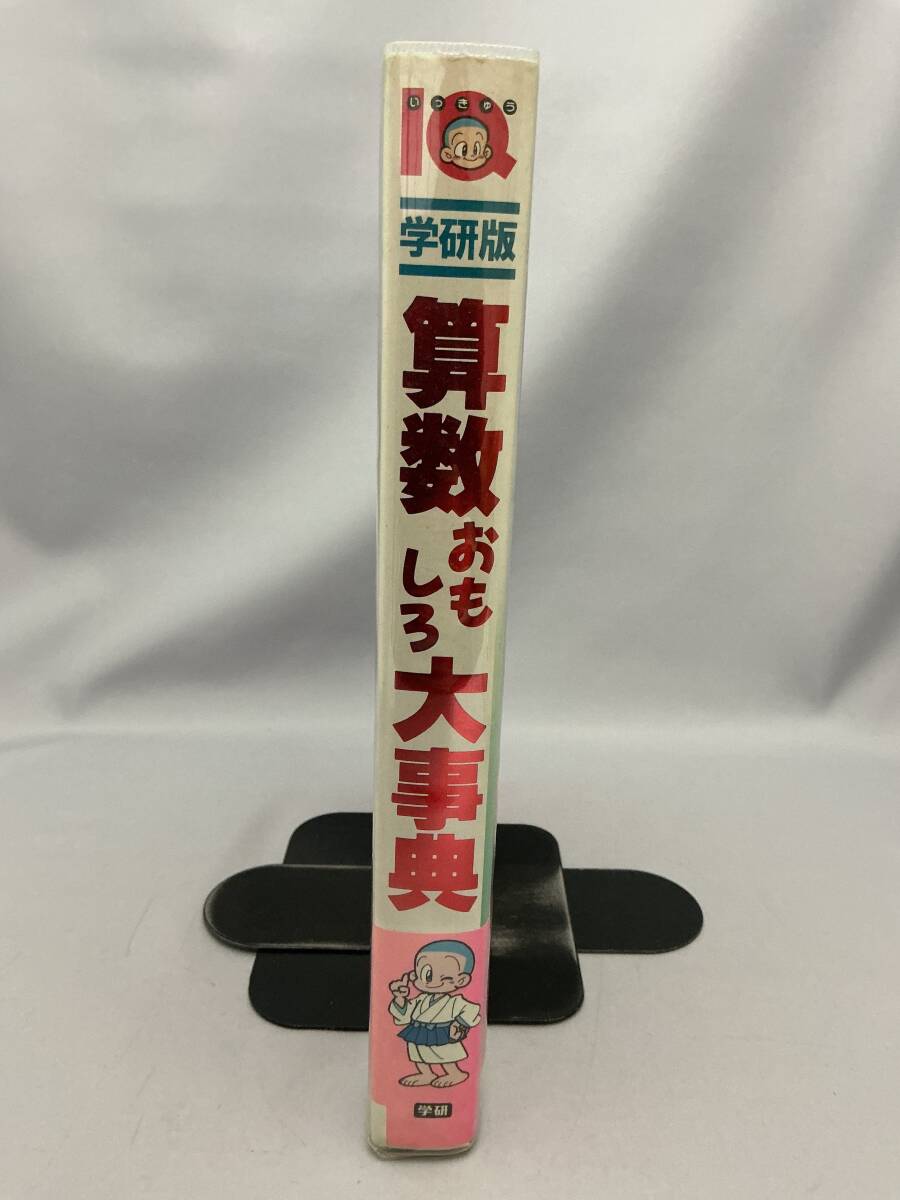 いっきゅう
IQ
学研版
算数
おもしろ
大事典
学研